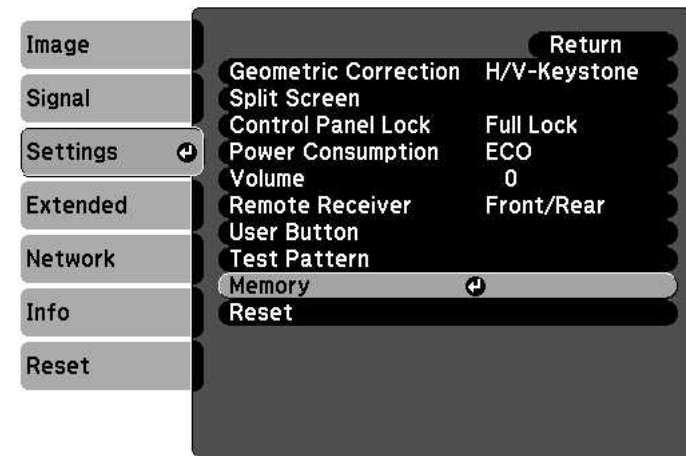 Image
Signal
Settings
Extended
Network
Info
Reset
Return
Geometric Correction H/V-Keystone
Split Screen
Control Panel Lock Full Lock
Power Consumption ECO
Volume 0
Remote Receiver Front/Rear
User Button
Test Pattern
Memory
Reset